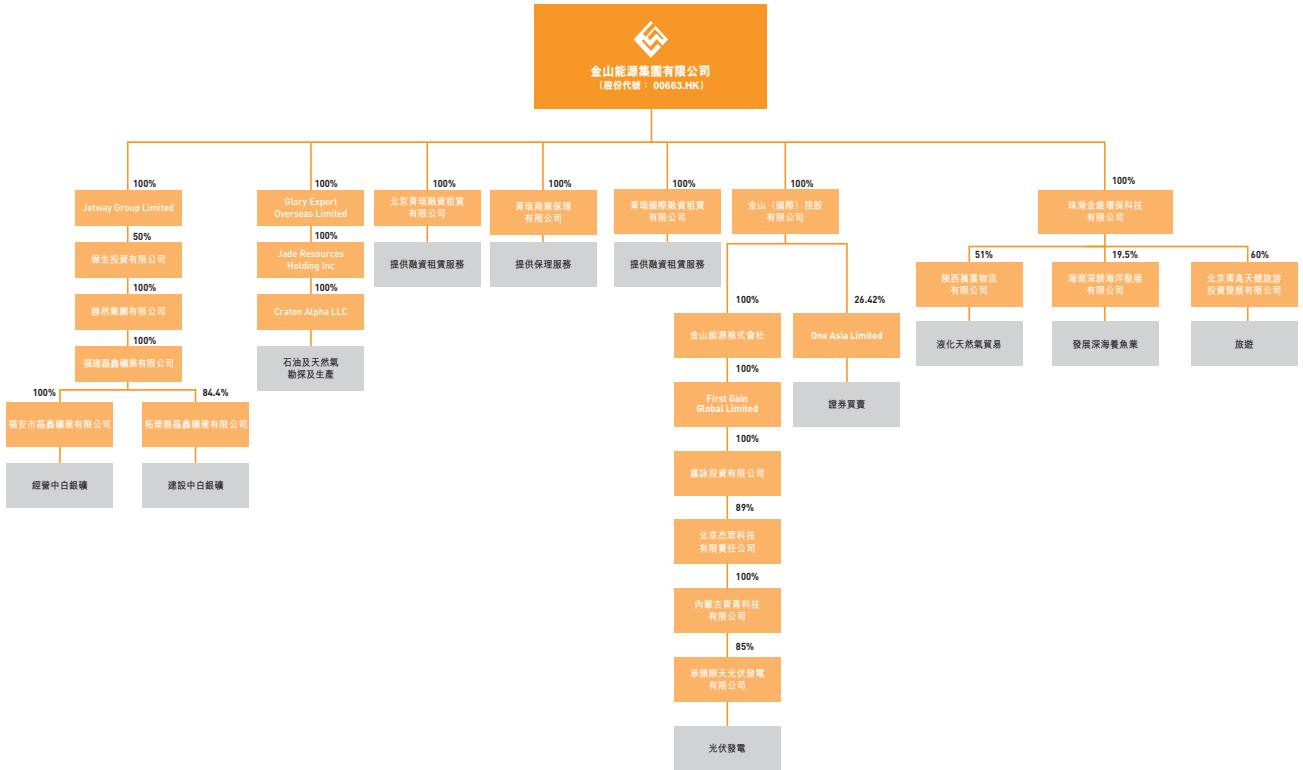 金山能源集團有限公司
（股份代號： 00663.HK）
100%
100%
100%
100%
100%
100%
100%
Jetway Group Limited
Glory Expert
Overseas Limited
北京青瑞融資租賃
有限公司
青瑞商業保理
有限公司
青瑞國際融資租賃
有限公司
金山（國際）控股
有限公司
珠海金維環保科技
有限公司
50%
100%
51%
19.5%
60%
億生投資有限公司
Jade Resources
Holding Inc
提供融資租賃服務
提供保理服務
提供融資租賃服務
陝西萬喜物流
有限公司
海南深耕海洋發展
有限公司
北京青鳥天健旅游
投資發展有限公司
100%
100%
100%
26.42%
滕然集團有限公司
Craton Alpha LLC
金山能源株式會社
One Asia Limited
液化天然氣貿易
發展深海養魚業
旅遊
100%
福建磊鑫礦業有限公司
石油及天然氣
勘探及生產
100%
100%
84.4%
First Gain
Global Limited
證券買賣
福安市磊鑫礦業有限公司
柘榮縣磊鑫礦業有限公司
100%
經營中白銀礦
建設中白銀礦
嘉詠投資有限公司
89%
北京杰眾科技
有限責任公司
100%
內蒙古菁菁科技
有限公司
85%
承德順天光伏發電
有限公司
光伏發電